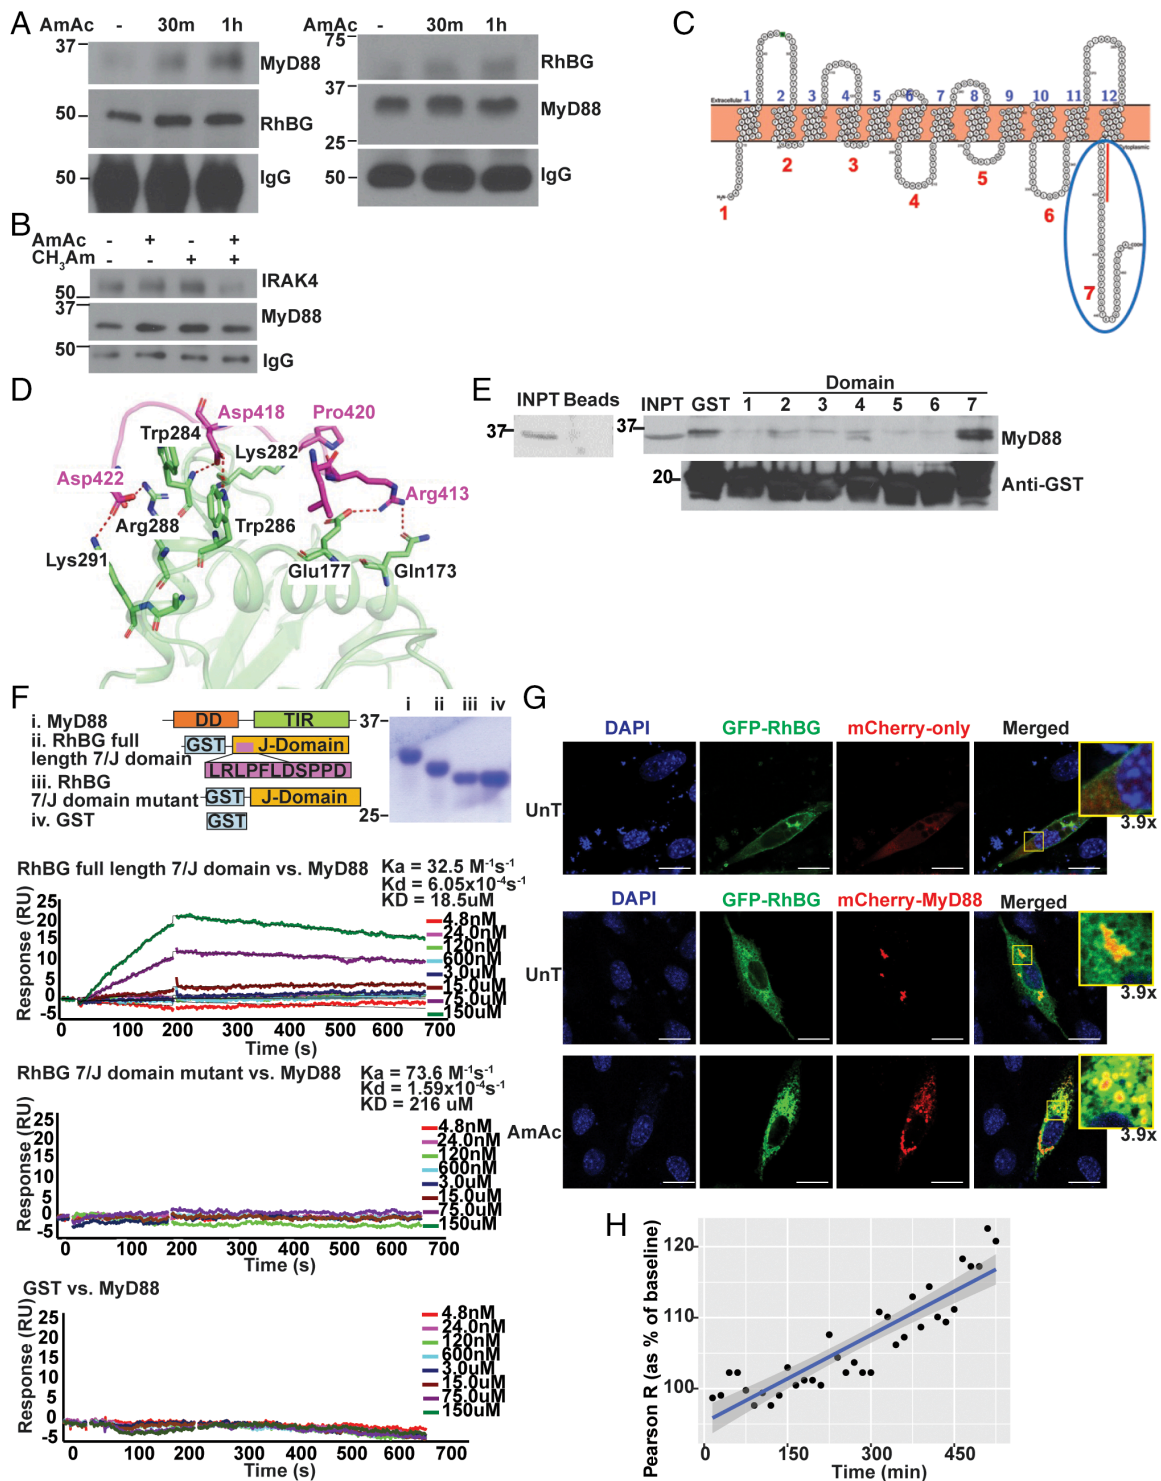 A
AmAc - 30m 1h
37
MyD88
50
RhBG
50
IgG
AmAc - 30m 1h
75
RhBG
37
MyD88
25
50
IgG
B
AmAc - + - +
CH3Am - - + +
IRAK4
50
37
MyD88
50
IgG
C
Extracellular
1 2 3 4 5 6 7 8 9 10 11 12
Cytoplasmic
1 2 3 4 5 6 7
D
Asp418
Pro420
Trp284
Lys282
Asp422
Arg413
Arg288
Trp286
Lys291
Glu177
Gln173
E
Domain
INPT Beads
INPT GST 1 2 3 4 5 6 7
37
37
MyD88
20
Anti-GST
F
i. MyD88
DD TIR
ii. RhBG full
length 7/J domain
GST J-Domain
LRLPFLDSPPD
iii. RhBG
7/J domain mutant
GST J-Domain
iv. GST
GST
i ii iii iv
37
25
RhBG full length 7/J domain vs. MyD88
Ka = 32.5 M-1s-1
Kd = 6.05x10-4s-1
KD = 18.5uM
Response (RU)
25
20
15
10
5
0
-5
4.8nM
24.0nM
120nM
600nM
3.0uM
15.0uM
75.0uM
150uM
0 100 200 300 400 500 600 700
Time (s)
RhBG 7/J domain mutant vs. MyD88
Ka = 73.6 M-1s-1
Kd = 1.59x10-4s-1
KD = 216 uM
Response (RU)
25
20
15
10
5
0
-5
4.8nM
24.0nM
120nM
600nM
3.0uM
15.0uM
75.0uM
150uM
0 100 200 300 400 500 600 700
Time (s)
GST vs. MyD88
Response (RU)
25
20
15
10
5
0
-5
4.8nM
24.0nM
120nM
600nM
3.0uM
15.0uM
75.0uM
150uM
0 100 200 300 400 500 600 700
Time (s)
G
DAPI GFP-RhBG mCherry-only Merged
UnT
3.9x
DAPI GFP-RhBG mCherry-MyD88 Merged
UnT
3.9x
AmAc
3.9x
H
Pearson R (as % of baseline)
120
110
100
0 150 300 450
Time (min)